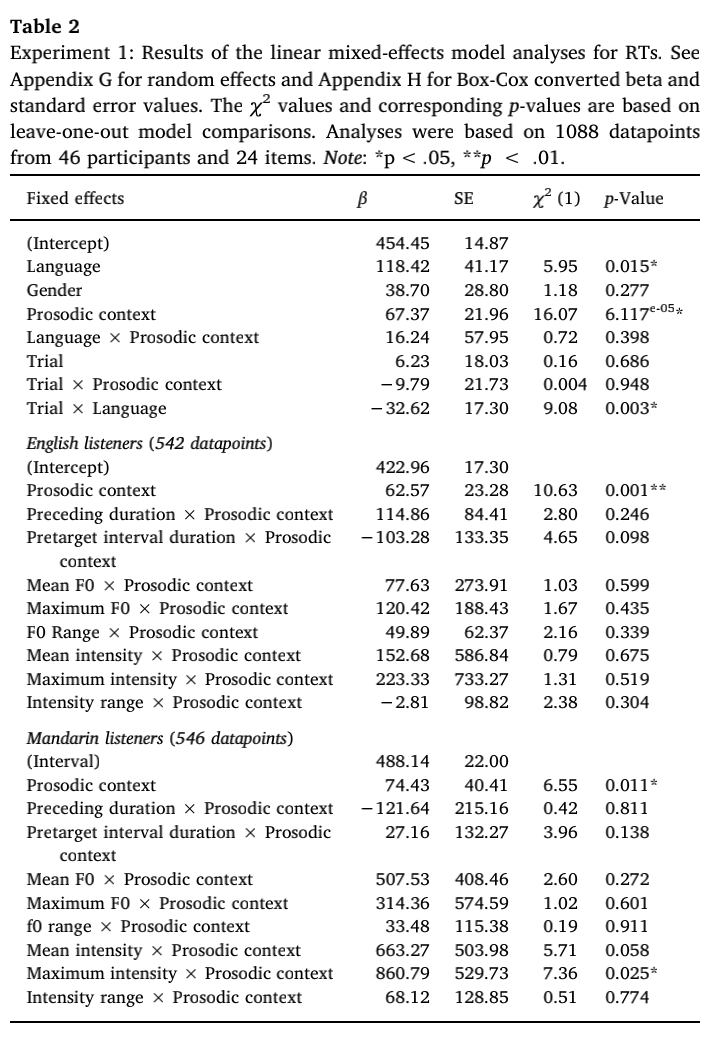 Table 2
Experiment 1: Results of the linear mixed-effects model analyses for RTs. See
Appendix G for random effects and Appendix H for Box-Cox converted beta and
standard error values. The χ² values and corresponding p-values are based on
leave-one-out model comparisons. Analyses were based on 1088 datapoints
from 46 participants and 24 items. Note: *p < .05, **p < .01.
Fixed effects β SE χ² (1) p-Value
(Intercept) 454.45 14.87
Language 118.42 41.17 5.95 0.015*
Gender 38.70 28.80 1.18 0.277
Prosodic context 67.37 21.96 16.07 6.117e-05*
Language × Prosodic context 16.24 57.95 0.72 0.398
Trial 6.23 18.03 0.16 0.686
Trial × Prosodic context −9.79 21.73 0.004 0.948
Trial × Language −32.62 17.30 9.08 0.003*
English listeners (542 datapoints)
(Intercept) 422.96 17.30
Prosodic context 62.57 23.28 10.63 0.001**
Preceding duration × Prosodic context 114.86 84.41 2.80 0.246
Pretarget interval duration × Prosodic −103.28 133.35 4.65 0.098
context
Mean F0 × Prosodic context 77.63 273.91 1.03 0.599
Maximum F0 × Prosodic context 120.42 188.43 1.67 0.435
F0 Range × Prosodic context 49.89 62.37 2.16 0.339
Mean intensity × Prosodic context 152.68 586.84 0.79 0.675
Maximum intensity × Prosodic context 223.33 733.27 1.31 0.519
Intensity range × Prosodic context −2.81 98.82 2.38 0.304
Mandarin listeners (546 datapoints)
(Interval) 488.14 22.00
Prosodic context 74.43 40.41 6.55 0.011*
Preceding duration × Prosodic context −121.64 215.16 0.42 0.811
Pretarget interval duration × Prosodic 27.16 132.27 3.96 0.138
context
Mean F0 × Prosodic context 507.53 408.46 2.60 0.272
Maximum F0 × Prosodic context 314.36 574.59 1.02 0.601
f0 range × Prosodic context 33.48 115.38 0.19 0.911
Mean intensity × Prosodic context 663.27 503.98 5.71 0.058
Maximum intensity × Prosodic context 860.79 529.73 7.36 0.025*
Intensity range × Prosodic context 68.12 128.85 0.51 0.774